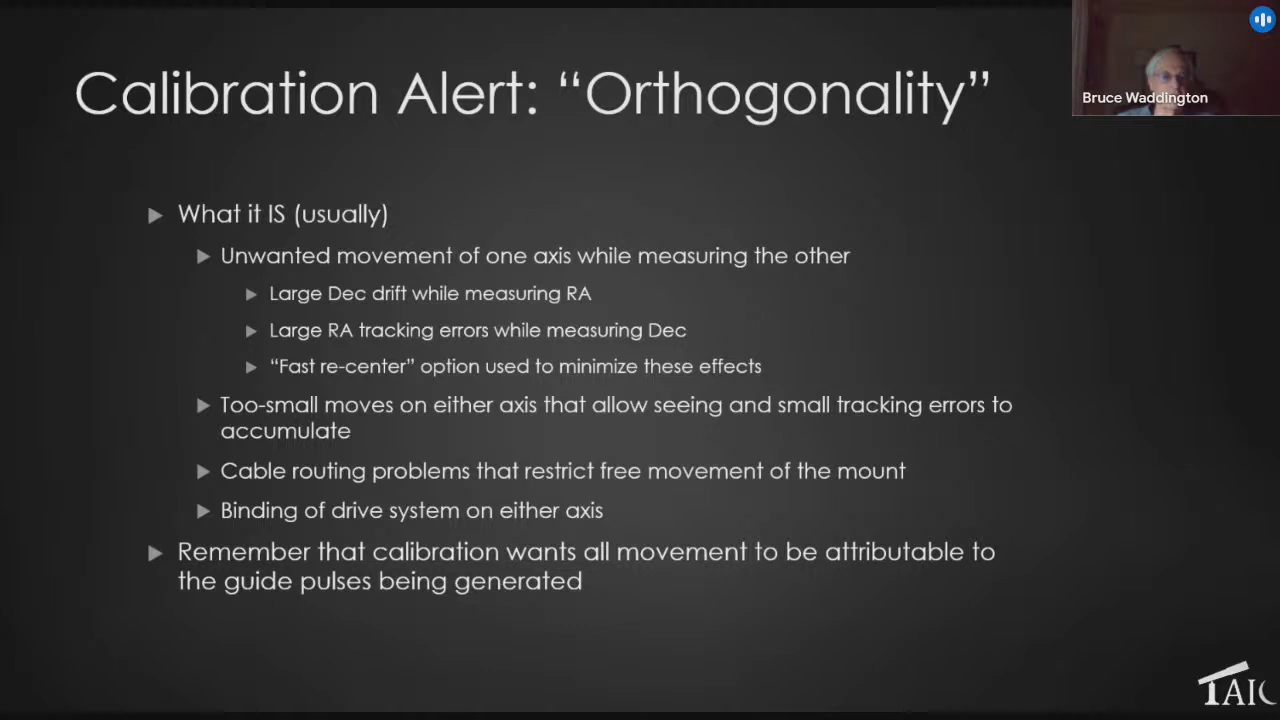 Calibration Alert: “Orthogonality”
Bruce Waddington
What it IS (usually)
Unwanted movement of one axis while measuring the other
Large Dec drift while measuring RA
Large RA tracking errors while measuring Dec
“Fast re-center” option used to minimize these effects
Too-small moves on either axis that allow seeing and small tracking errors to
accumulate
Cable routing problems that restrict free movement of the mount
Binding of drive system on either axis
Remember that calibration wants all movement to be attributable to
the guide pulses being generated
TAIC